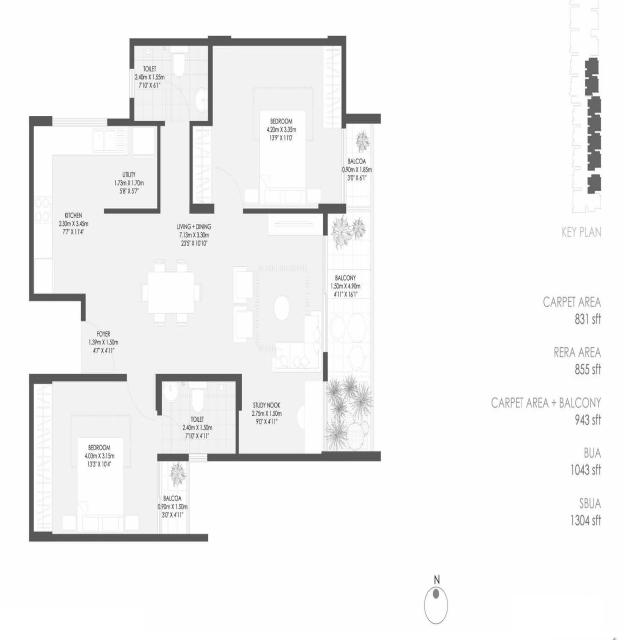 TOILET
2.40m X 1.55m
7'10" X 6'1"
BEDROOM
4.20m X 3.35m
13'9" X 11'0"
BALCOA
0.90m X 1.85m
3'0" X 6'1"
UTILITY
1.73m X 1.70m
5'8" X 5'7"
KITCHEN
2.30m X 3.45m
7'7" X 11'4"
LIVING + DINING
7.13m X 3.30m
23'5" X 10'10"
BALCONY
1.50m X 4.90m
4'11" X 16'1"
FOYER
1.39m X 1.50m
4'7" X 4'11"
STUDY NOOK
2.75m X 1.50m
9'0" X 4'11"
TOILET
2.40m X 1.50m
7'10" X 4'11"
BEDROOM
4.03m X 3.15m
13'3" X 10'4"
BALCOA
0.90m X 1.50m
3'0" X 4'11"
KEY PLAN
CARPET AREA
831 sft
RERA AREA
855 sft
CARPET AREA + BALCONY
943 sft
BUA
1043 sft
SBUA
1304 sft
N